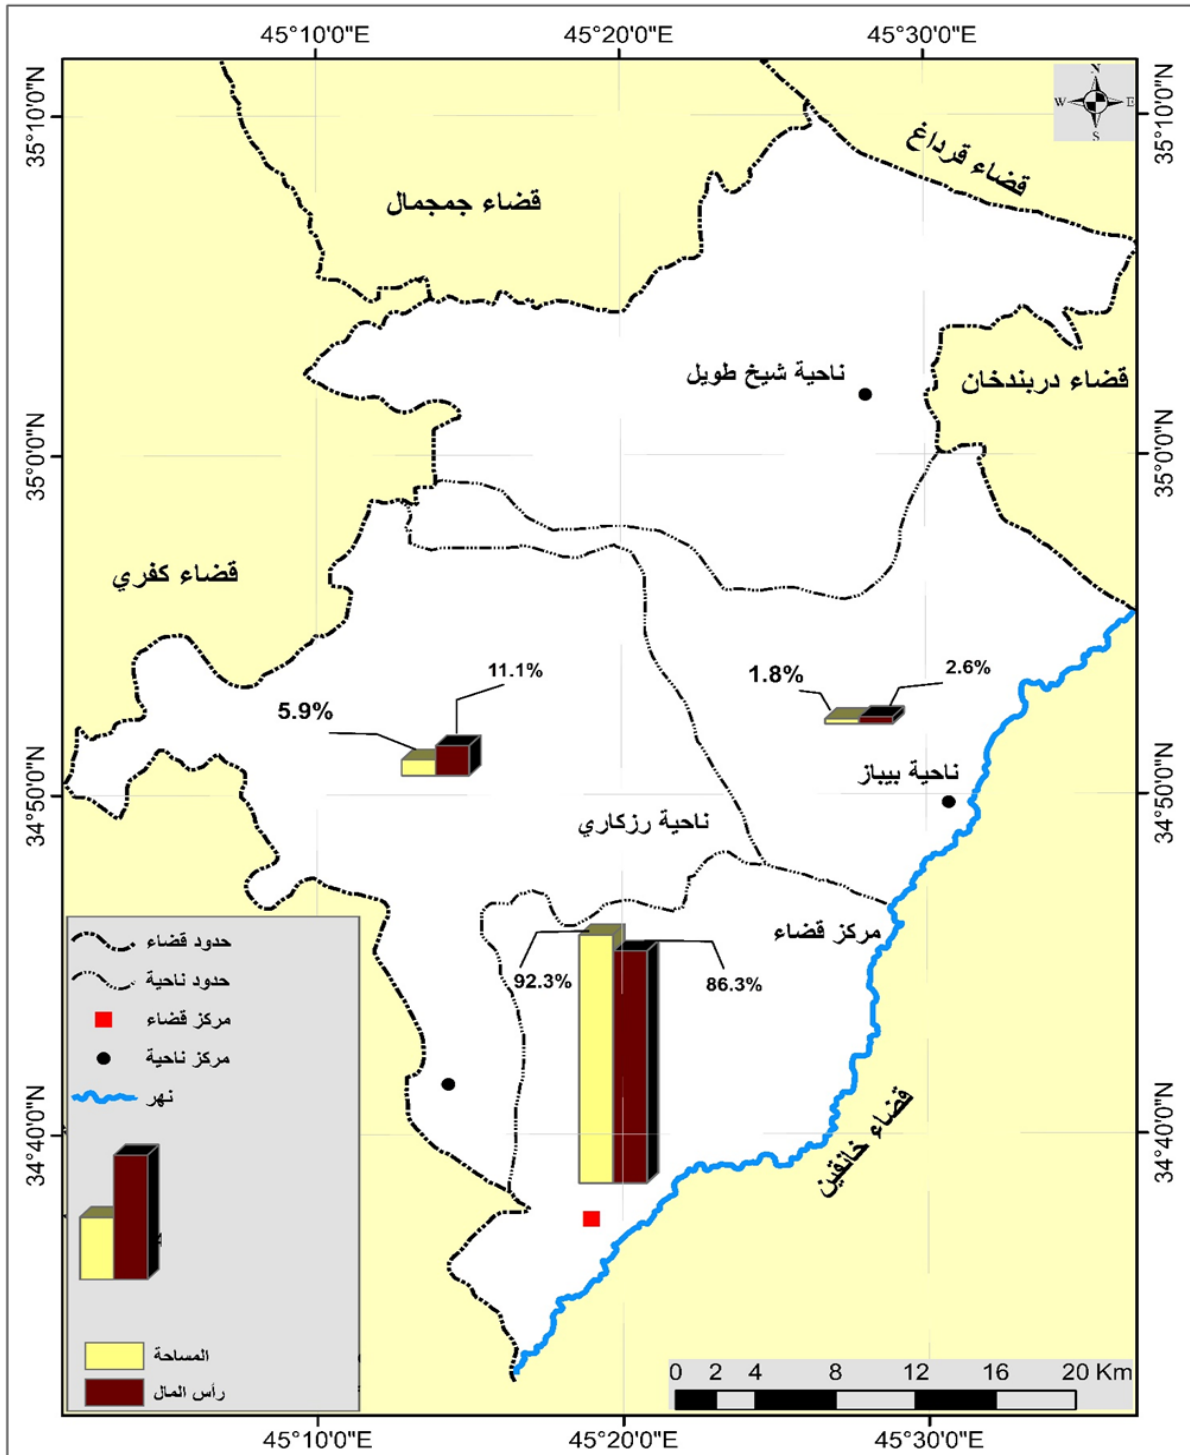 45°10'0"E 45°20'0"E 45°30'0"E
N
W E
S
35°10'0"N 35°10'0"N
قضاء قرداغ
قضاء جمجمال
ناحية شيخ طويل
قضاء دربندخان
35°0'0"N 35°0'0"N
قضاء كفري
11.1%
5.9%
1.8%
2.6%
ناحية بيباز
34°50'0"N 34°50'0"N
ناحية رزكاري
مركز قضاء
92.3%
86.3%
قضاء خانقين
34°40'0"N 34°40'0"N
حدود قضاء
حدود ناحية
مركز قضاء
مركز ناحية
نهر
المساحة
رأس المال
0 2 4 8 12 16 20 Km
45°10'0"E 45°20'0"E 45°30'0"E